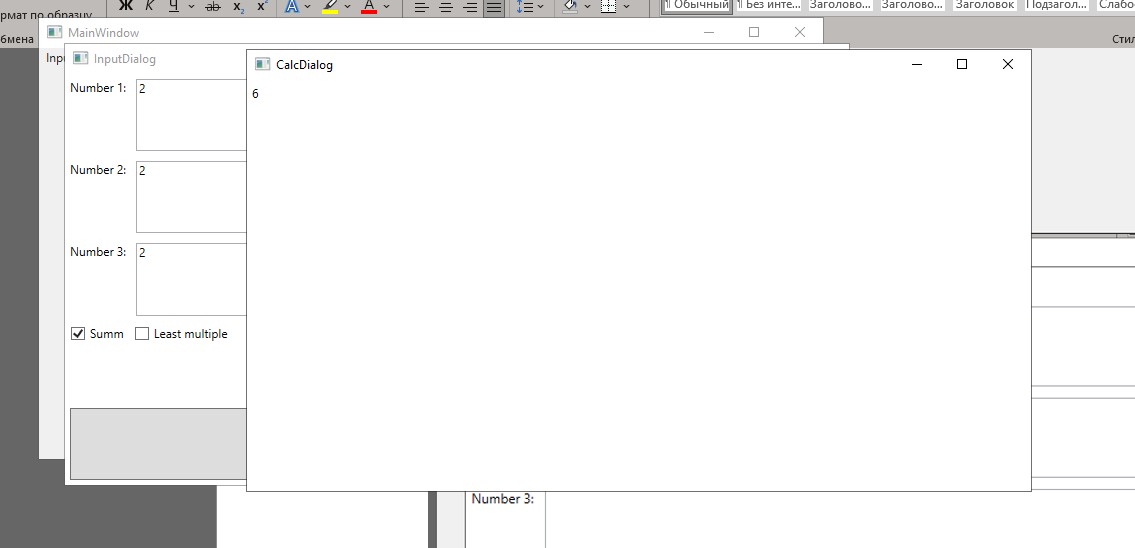 рмат по образцу
Ж К Ч ab x₂ x² A A
¶ Обычный ¶ Без инте... Заголово... Заголово... Заголовок Подзагол... Слабо
бмена
Стил
MainWindow
Inp
InputDialog
CalcDialog
6
Number 1: 2
Number 2: 2
Number 3: 2
Summ Least multiple
Number 3: